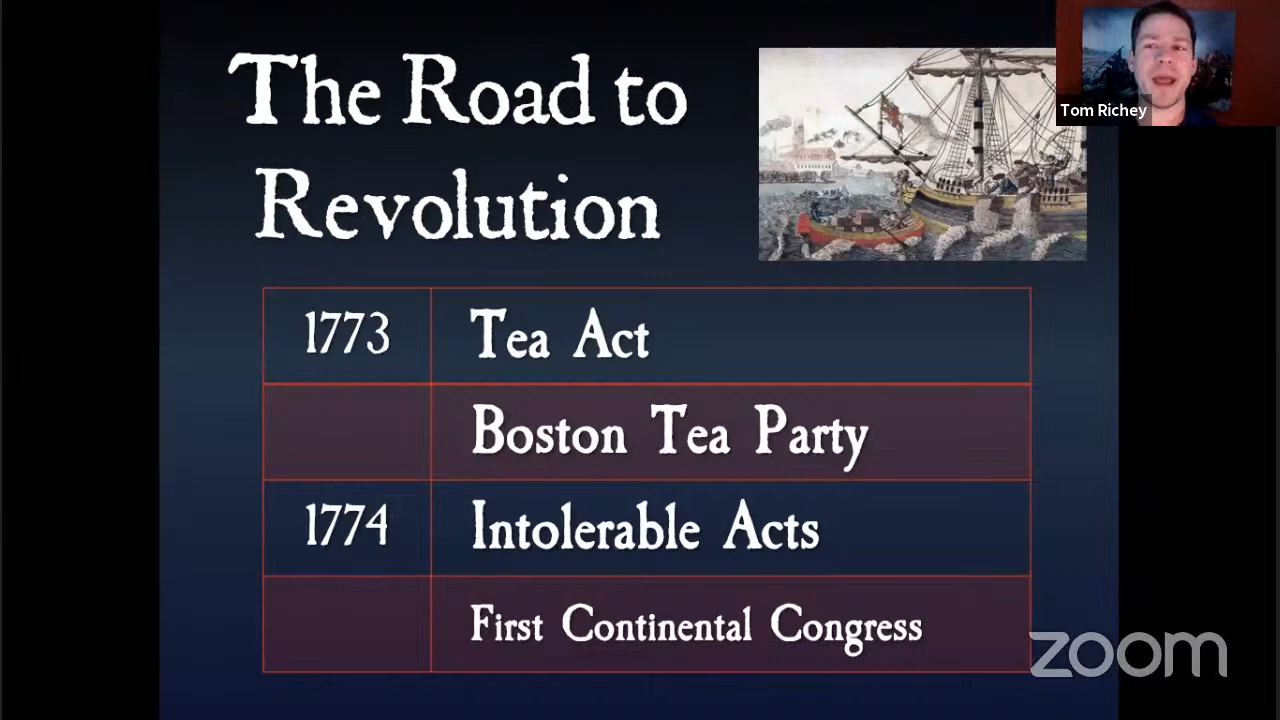 The Road to
Revolution
Tom Richey
1773 Tea Act
Boston Tea Party
1774 Intolerable Acts
First Continental Congress
zoom